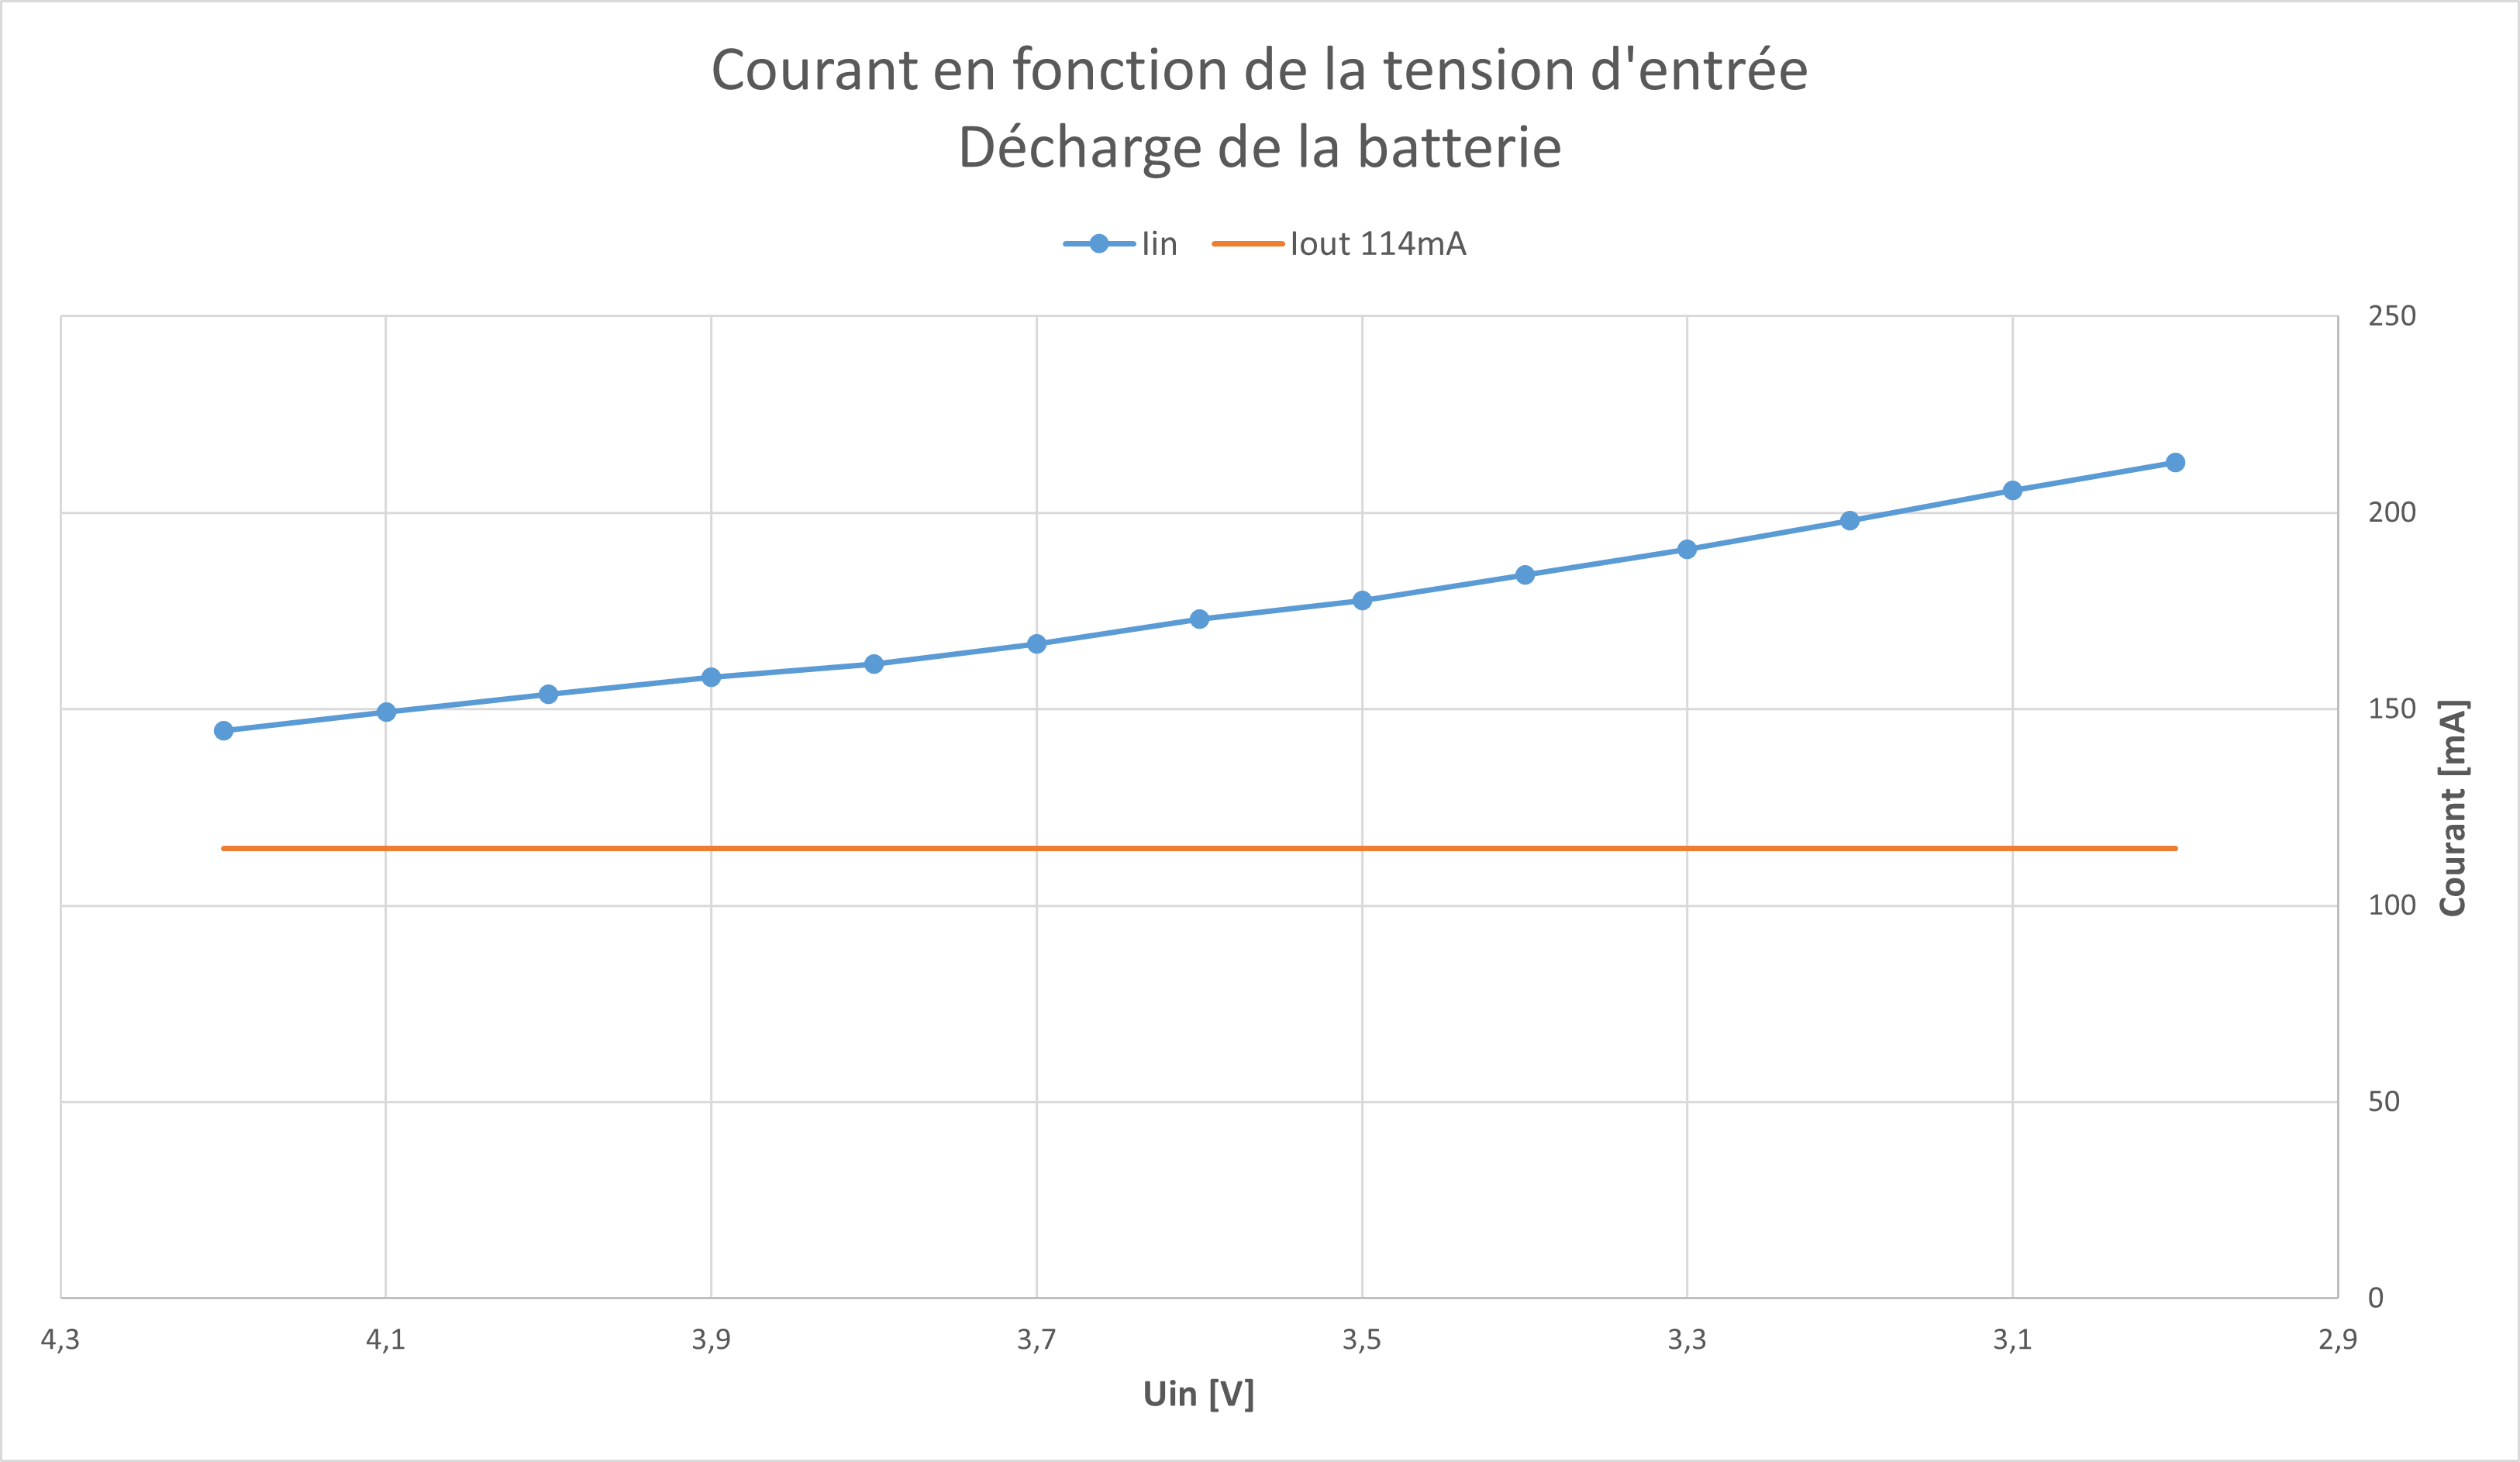 Courant en fonction de la tension d'entrée
Décharge de la batterie
Iin
Iout 114mA
250
200
150
100
50
0
Courant [mA]
4,3
4,1
3,9
3,7
3,5
3,3
3,1
2,9
Uin [V]